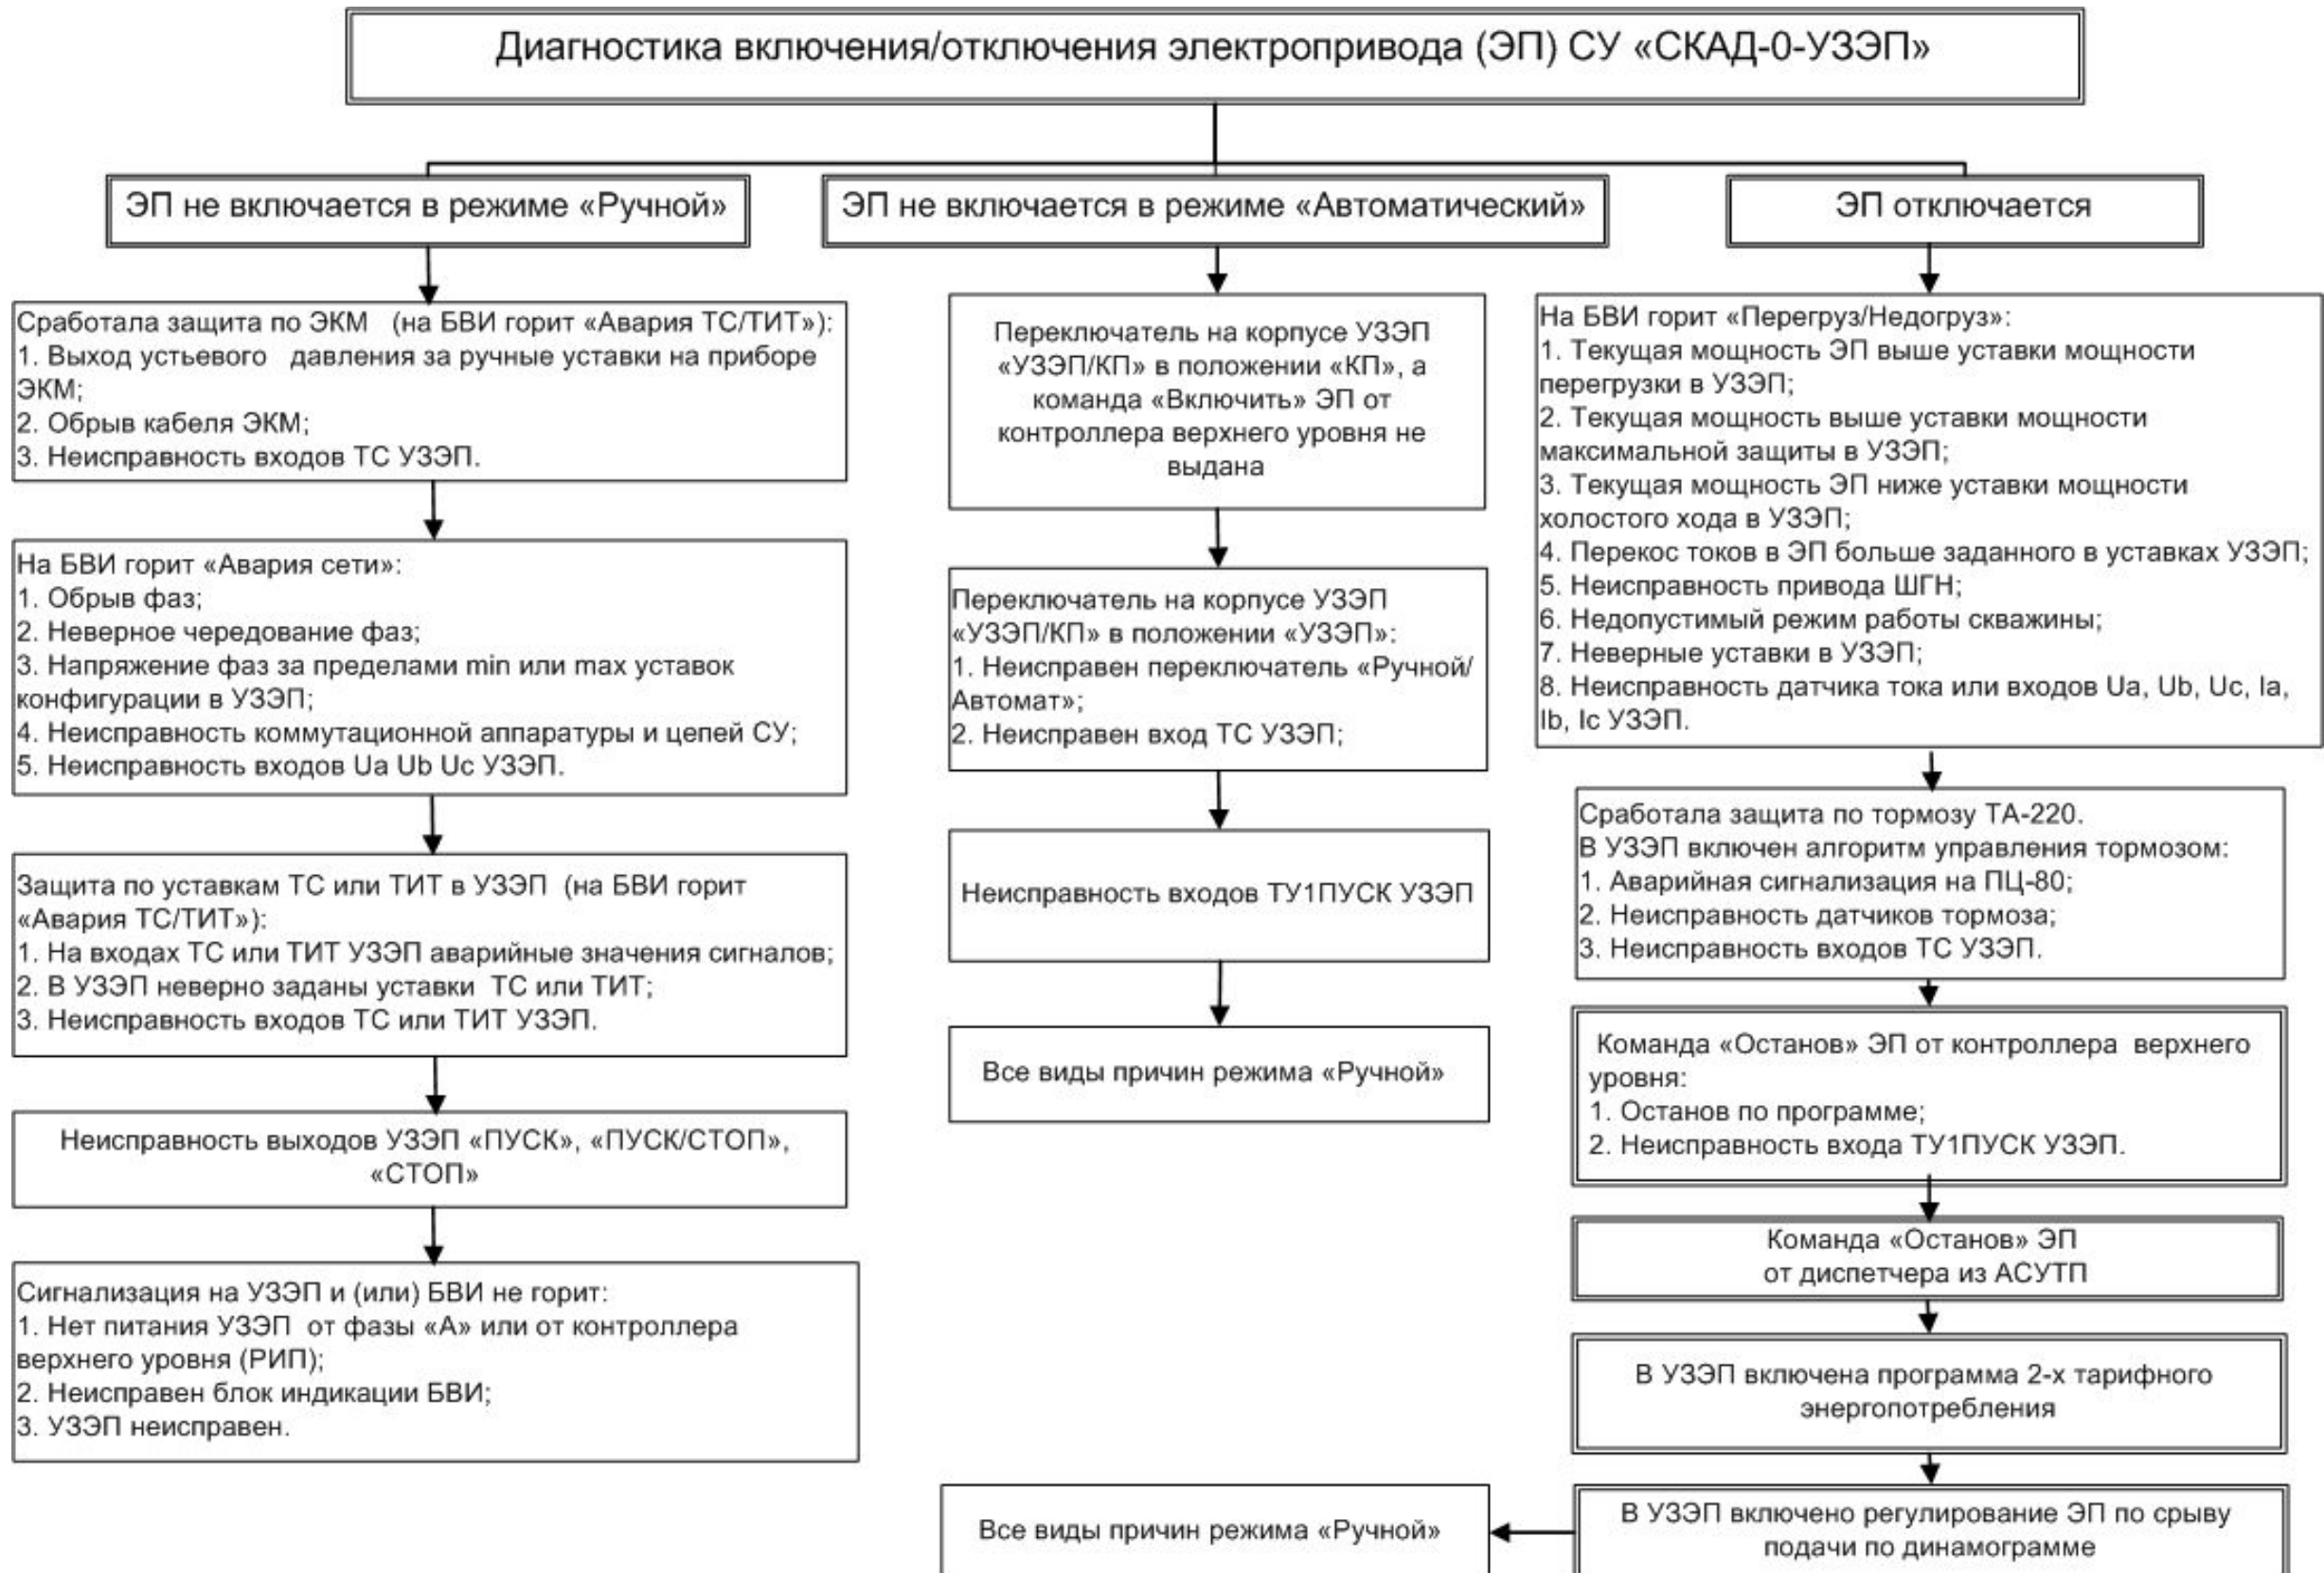 Диагностика включения/отключения электропривода (ЭП) СУ «СКАД-0-УЗЭП»
ЭП не включается в режиме «Ручной»
Сработала защита по ЭКМ (на БВИ горит «Авария ТС/ТИТ»):
1. Выход устьевого давления за ручные уставки на приборе
ЭКМ;
2. Обрыв кабеля ЭКМ;
3. Неисправность входов ТС УЗЭП.
На БВИ горит «Авария сети»:
1. Обрыв фаз;
2. Неверное чередование фаз;
3. Напряжение фаз за пределами min или max уставок
конфигурации в УЗЭП;
4. Неисправность коммутационной аппаратуры и цепей СУ;
5. Неисправность входов Ua Ub Uc УЗЭП.
Защита по уставкам ТС или ТИТ в УЗЭП (на БВИ горит
«Авария ТС/ТИТ»):
1. На входах ТС или ТИТ УЗЭП аварийные значения сигналов;
2. В УЗЭП неверно заданы уставки ТС или ТИТ;
3. Неисправность входов ТС или ТИТ УЗЭП.
Неисправность выходов УЗЭП «ПУСК», «ПУСК/СТОП»,
«СТОП»
Сигнализация на УЗЭП и (или) БВИ не горит:
1. Нет питания УЗЭП от фазы «А» или от контроллера
верхнего уровня (РИП);
2. Неисправен блок индикации БВИ;
3. УЗЭП неисправен.
ЭП не включается в режиме «Автоматический»
Переключатель на корпусе УЗЭП
«УЗЭП/КП» в положении «КП», а
команда «Включить» ЭП от
контроллера верхнего уровня не
выдана
Переключатель на корпусе УЗЭП
«УЗЭП/КП» в положении «УЗЭП»:
1. Неисправен переключатель «Ручной/
Автомат»;
2. Неисправен вход ТС УЗЭП;
Неисправность входов ТУ1ПУСК УЗЭП
Все виды причин режима «Ручной»
ЭП отключается
На БВИ горит «Перегруз/Недогруз»:
1. Текущая мощность ЭП выше уставки мощности
перегрузки в УЗЭП;
2. Текущая мощность выше уставки мощности
максимальной защиты в УЗЭП;
3. Текущая мощность ЭП ниже уставки мощности
холостого хода в УЗЭП;
4. Перекос токов в ЭП больше заданного в уставках УЗЭП;
5. Неисправность привода ШГН;
6. Недопустимый режим работы скважины;
7. Неверные уставки в УЗЭП;
8. Неисправность датчика тока или входов Ua, Ub, Uc, Ia,
Ib, Ic УЗЭП.
Сработала защита по тормозу ТА-220.
В УЗЭП включен алгоритм управления тормозом:
1. Аварийная сигнализация на ПЦ-80;
2. Неисправность датчиков тормоза;
3. Неисправность входов ТС УЗЭП.
Команда «Останов» ЭП от контроллера верхнего
уровня:
1. Останов по программе;
2. Неисправность входа ТУ1ПУСК УЗЭП.
Команда «Останов» ЭП
от диспетчера из АСУТП
В УЗЭП включена программа 2-х тарифного
энергопотребления
В УЗЭП включено регулирование ЭП по срыву
подачи по динамограмме
Все виды причин режима «Ручной»